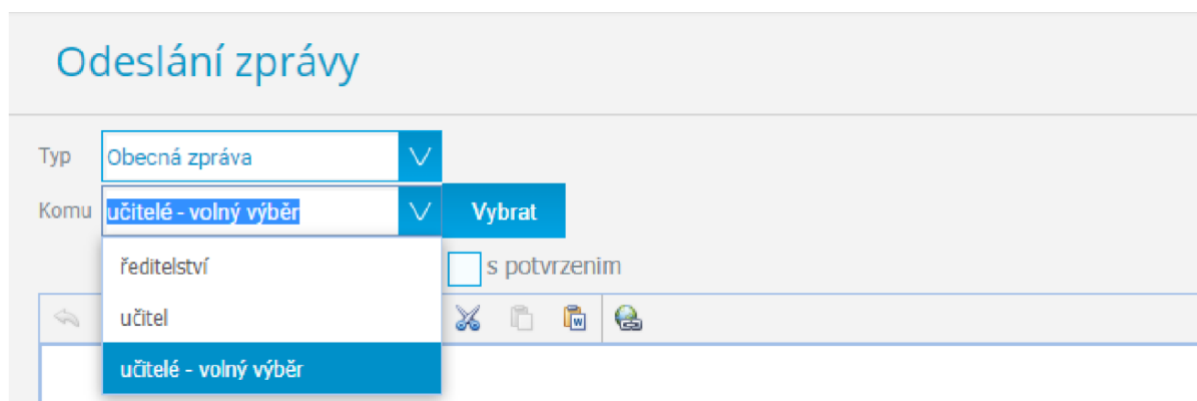 Odeslání zprávy
Typ Obecná zpráva
Komu učitelé - volný výběr Vybrat
ředitelství
s potvrzenim
učitel
učitelé - volný výběr